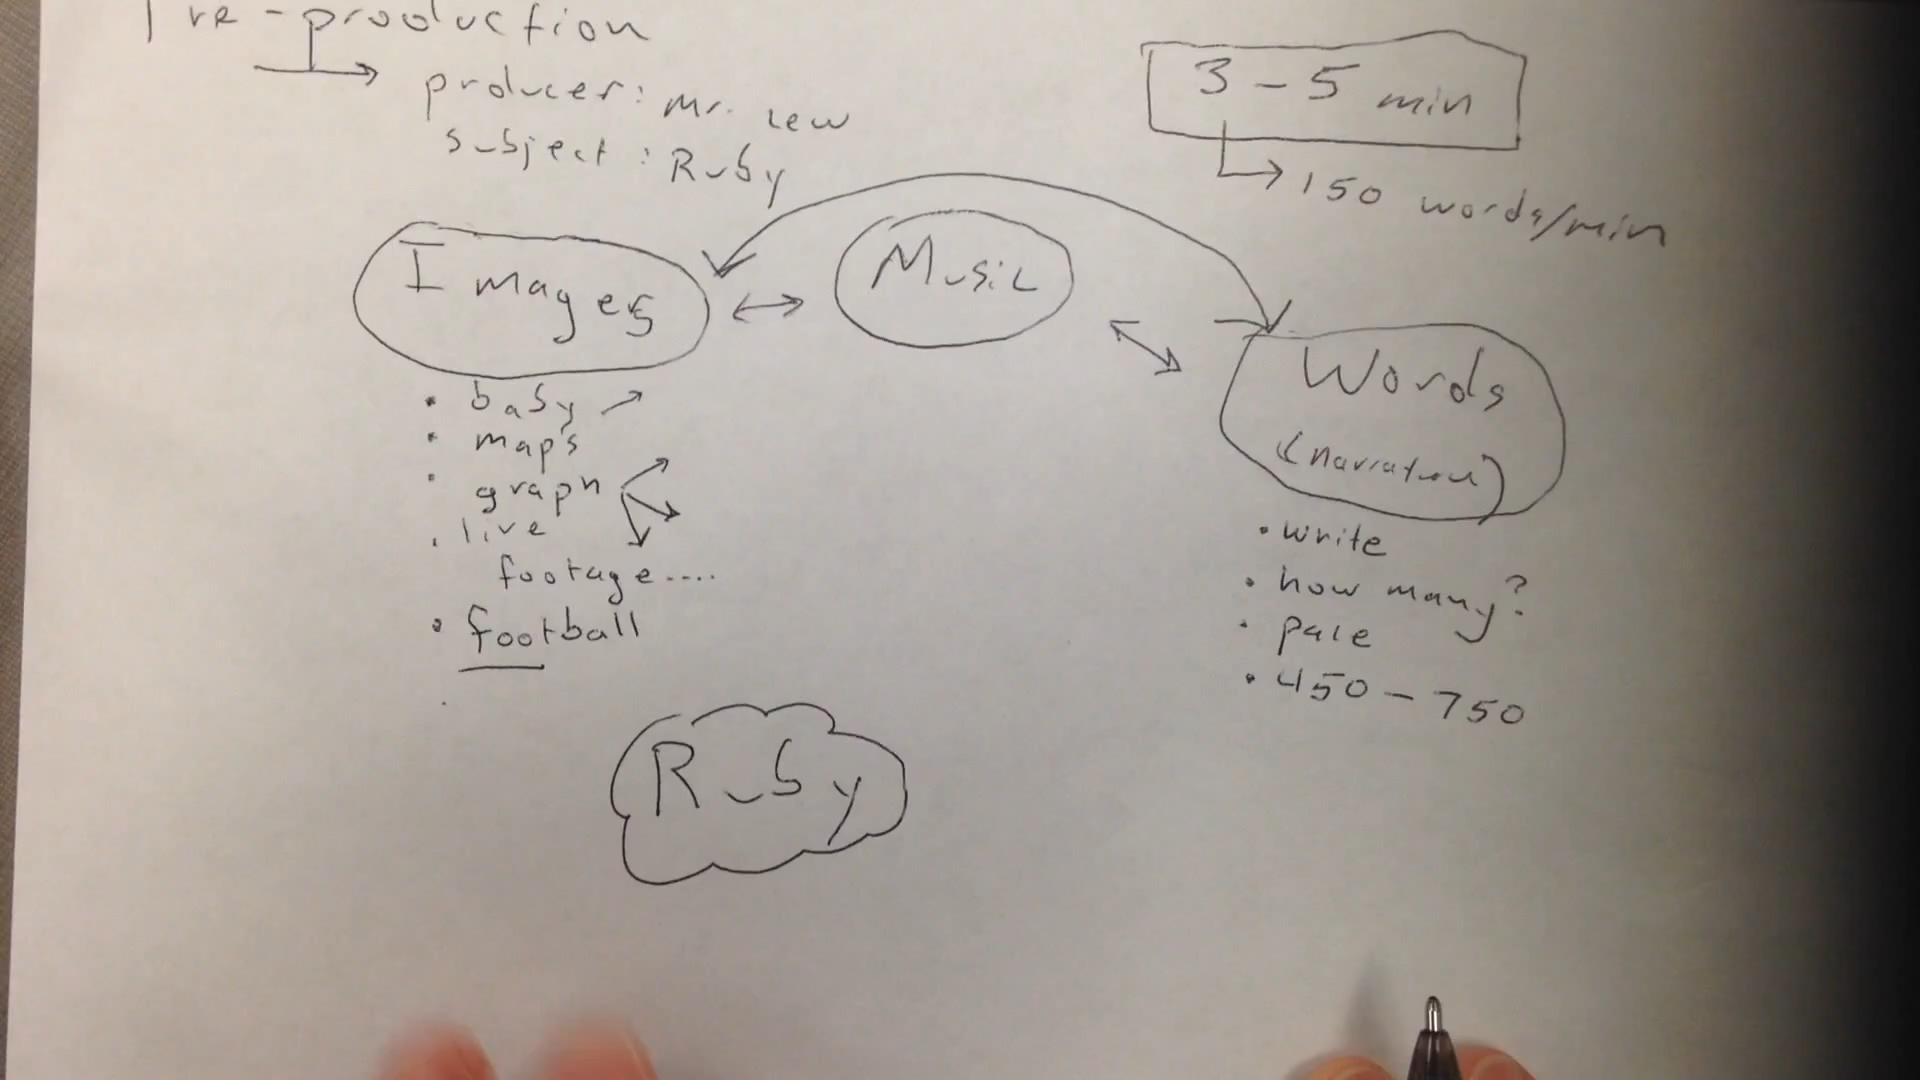 Pre-production
producer: Mr. Lew
subject: Ruby
3-5 min
150 words/min
Images
Music
Words
(narration)
• baby
• maps
• graph
• live
footage....
• football
• write
• how many?
• pace
• 450-750
Ruby